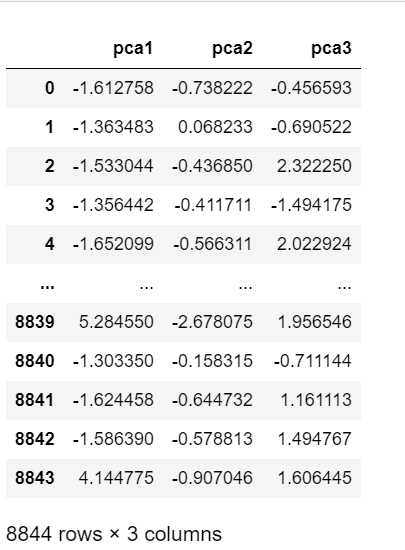 pca1 pca2 pca3
0 -1.612758 -0.738222 -0.456593
1 -1.363483 0.068233 -0.690522
2 -1.533044 -0.436850 2.322250
3 -1.356442 -0.411711 -1.494175
4 -1.652099 -0.566311 2.022924
... ... ... ...
8839 5.284550 -2.678075 1.956546
8840 -1.303350 -0.158315 -0.711144
8841 -1.624458 -0.644732 1.161113
8842 -1.586390 -0.578813 1.494767
8843 4.144775 -0.907046 1.606445
8844 rows × 3 columns